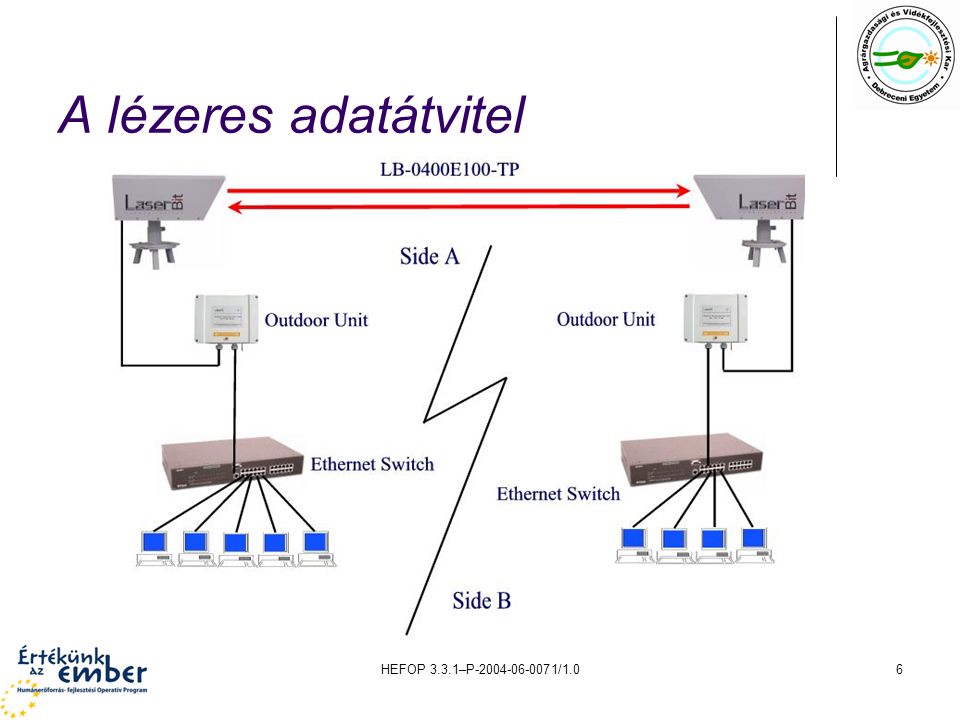 Agrárgazdasági és Vidékfejlesztési Kar
• Debreceni Egyetem •
A lézeres adatátvitel
LB-0400E100-TP
LaserBit
LaserBit
Side A
Outdoor Unit
Outdoor Unit
Ethernet Switch
Ethernet Switch
Side B
Értékünk
az ember
Humánerőforrás- fejlesztési Operatív Program
HEFOP 3.3.1–P-2004-06-0071/1.0
6